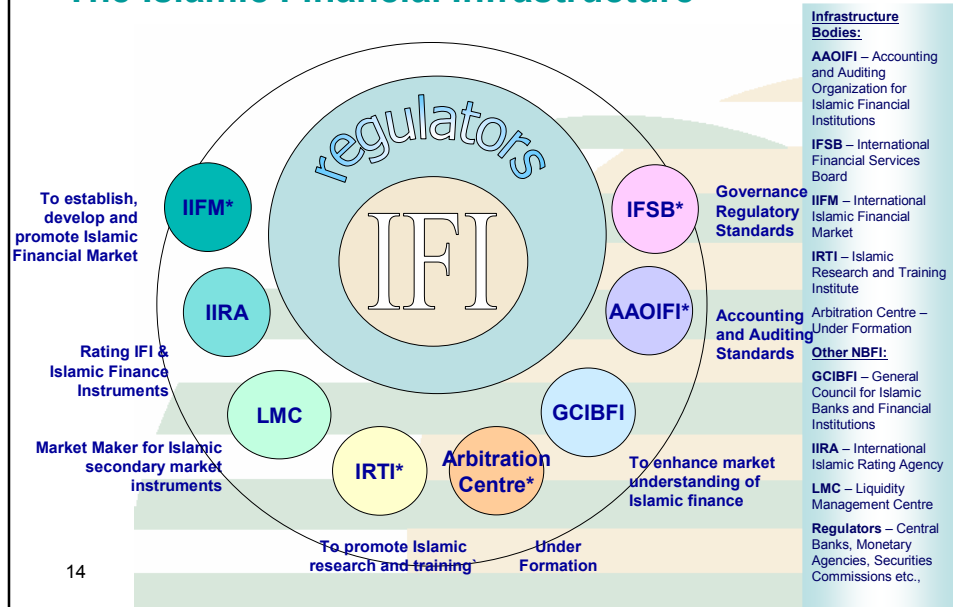 The Islamic Financial Infrastructure
regulators
IFI
IIFM*
To establish,
develop and
promote Islamic
Financial Market
IIRA
Rating IFI &
Islamic Finance
Instruments
LMC
Market Maker for Islamic
secondary market
instruments
IRTI*
To promote Islamic
research and training`
Arbitration
Centre*
Under
Formation
GCIBFI
To enhance market
understanding of
Islamic finance
AAOIFI*
Accounting
and Auditing
Standards
IFSB*
Governance
Regulatory
Standards
14
Infrastructure
Bodies:
AAOIFI – Accounting
and Auditing
Organization for
Islamic Financial
Institutions
IFSB – International
Financial Services
Board
IIFM – International
Islamic Financial
Market
IRTI – Islamic
Research and Training
Institute
Arbitration Centre –
Under Formation
Other NBFI:
GCIBFI – General
Council for Islamic
Banks and Financial
Institutions
IIRA – International
Islamic Rating Agency
LMC – Liquidity
Management Centre
Regulators – Central
Banks, Monetary
Agencies, Securities
Commissions etc.,